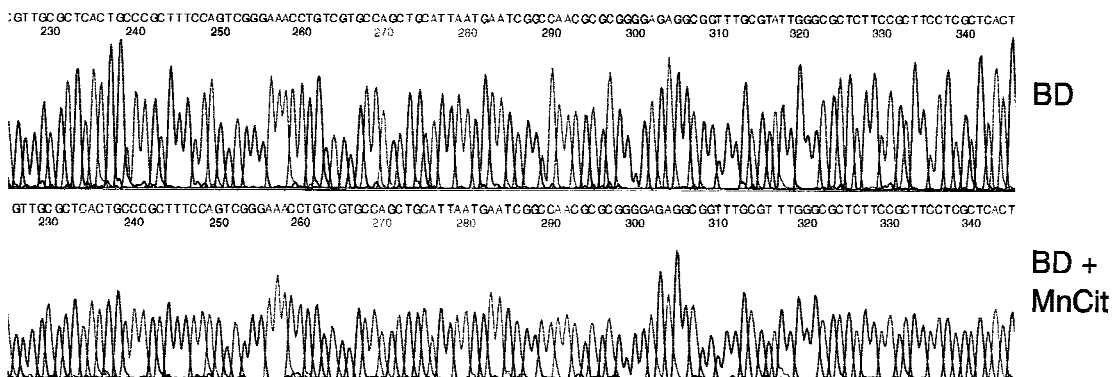 CGTTGCGCTCACTGCCCGCTTTCCAGTCGGGAAACCTGTCGTGCCAGCTGCATTAATGAATCGGCCAACGCGCGGGGAGAGGCGGTTTGCGTATTGGGCGCTCTTCCGCTTCCTCGCTCACT
230 240 250 260 270 280 290 300 310 320 330 340
BD
GTTGCGCTCACTGCCCGCTTTCCAGTCGGGAAACCTGTCGTGCCAGCTGCATTAATGAATCGGCCAACGCGCGGGGAGAGGCGGTTTGCGT TTGGGCGCTCTTCCGCTTCCTCGCTCACT
230 240 250 260 270 280 290 300 310 320 330 340
BD +
MnCit